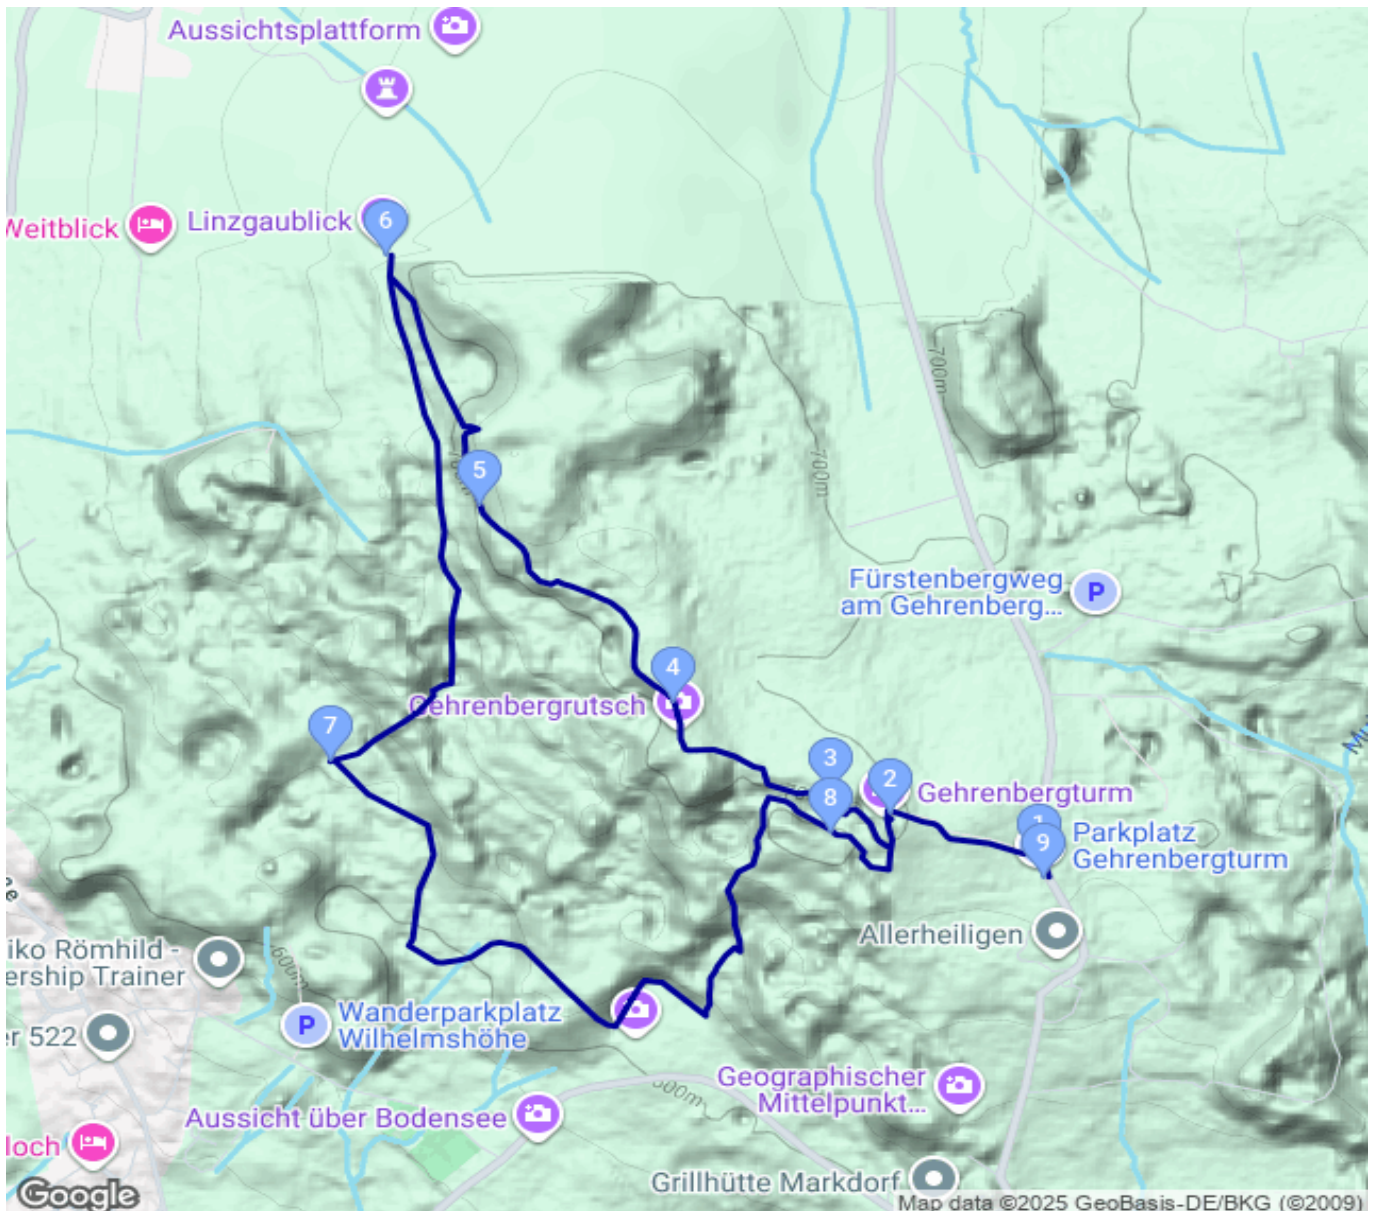 Aussichtsplattform
6
Linzgaublick
Weitblick
700m
700m
5
Fürstenbergweg
am Gehrenberg...
P
4
Gehrenbergrutsch
7
3
2
8
Gehrenbergturm
1
9
Parkplatz
Gehrenbergturm
Allerheiligen
iko Römhild -
ership Trainer
600m
P
Wanderparkplatz
Wilhelmshöhe
er 522
600m
Geographischer
Mittelpunkt...
Aussicht über Bodensee
loch
Grillhütte Markdorf
Google
Map data ©2025 GeoBasis-DE/BKG (©2009)